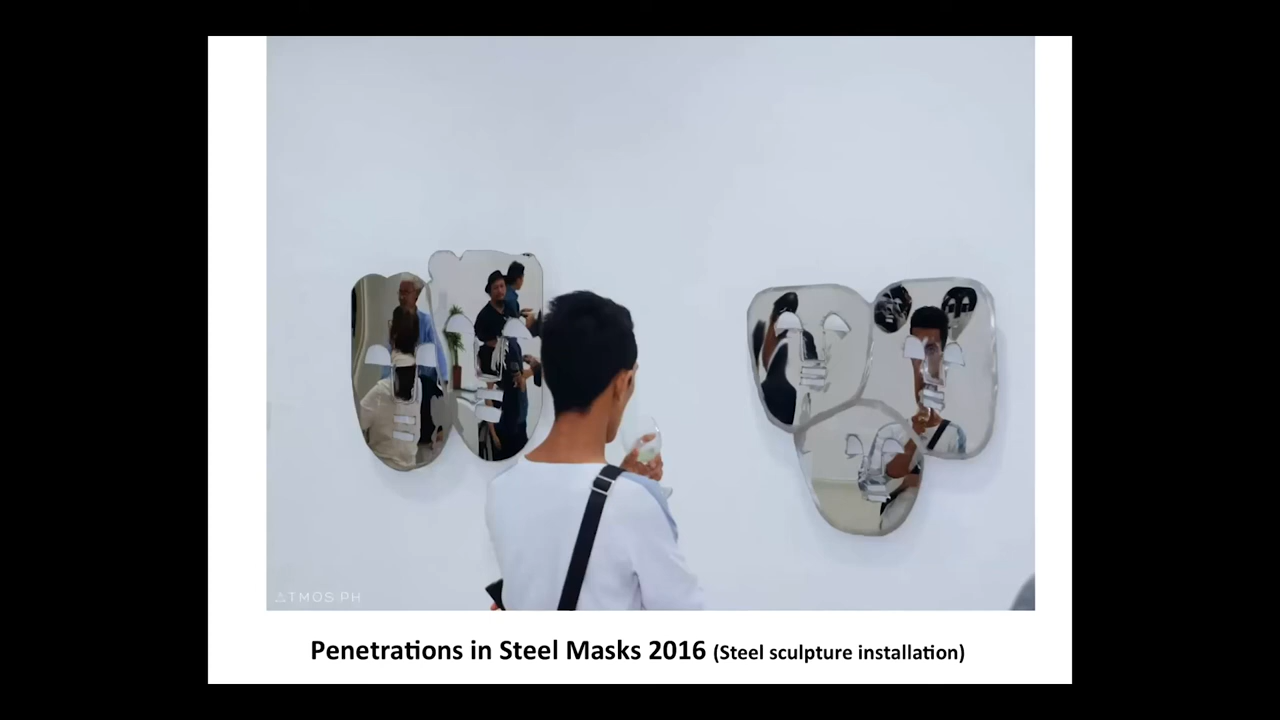 ATMOS PH
Penetrations in Steel Masks 2016 (Steel sculpture installation)